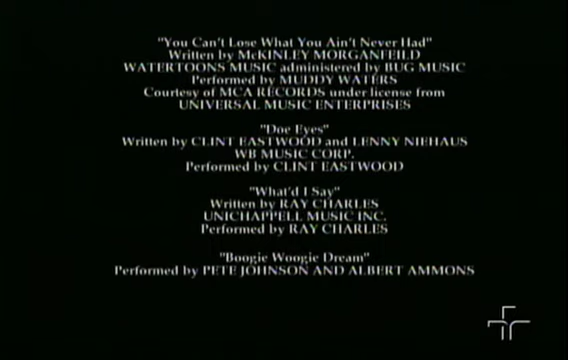 "You Can't Lose What You Ain't Never Had"
Written by McKINLEY MORGANFEILD
WATERTOONS MUSIC administered by BUG MUSIC
Performed by MUDDY WATERS
Courtesy of MCA RECORDS under license from
UNIVERSAL MUSIC ENTERPRISES
"Doe Eyes"
Written by CLINT EASTWOOD and LENNY NIEHAUS
WB MUSIC CORP.
Performed by CLINT EASTWOOD
"What'd I Say"
Written by RAY CHARLES
UNICHAPPELL MUSIC INC.
Performed by RAY CHARLES
"Boogie Woogie Dream"
Performed by PETE JOHNSON AND ALBERT AMMONS